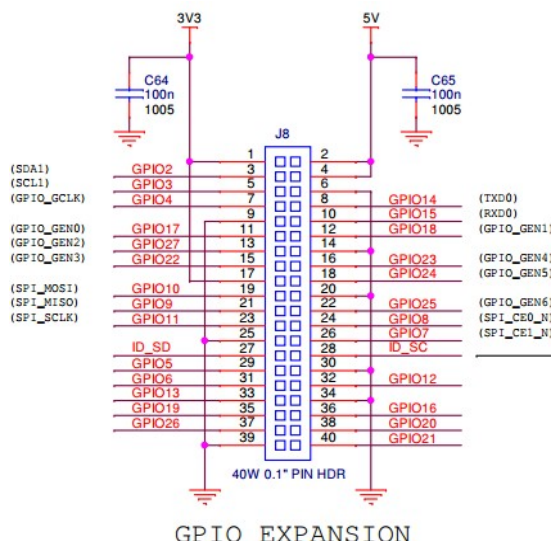 3V3 5V
C64 C65
100n 100n
1005 1005
J8
1 2
(SDA1) GPIO2 3 4
(SCL1) GPIO3 5 6
(GPIO_GCLK) GPIO4 7 8 GPIO14 (TXD0)
9 10 GPIO15 (RXD0)
(GPIO_GEN0) GPIO17 11 12 GPIO18 (GPIO_GEN1)
(GPIO_GEN2) GPIO27 13 14
(GPIO_GEN3) GPIO22 15 16 GPIO23 (GPIO_GEN4)
17 18 GPIO24 (GPIO_GEN5)
(SPI_MOSI) GPIO10 19 20
(SPI_MISO) GPIO9 21 22 GPIO25 (GPIO_GEN6)
(SPI_SCLK) GPIO11 23 24 GPIO8 (SPI_CE0_N)
25 26 GPIO7 (SPI_CE1_N)
ID_SD 27 28 ID_SC
GPIO5 29 30
GPIO6 31 32 GPIO12
GPIO13 33 34
GPIO19 35 36 GPIO16
GPIO26 37 38 GPIO20
39 40 GPIO21
40W 0.1" PIN HDR
GPIO EXPANSION